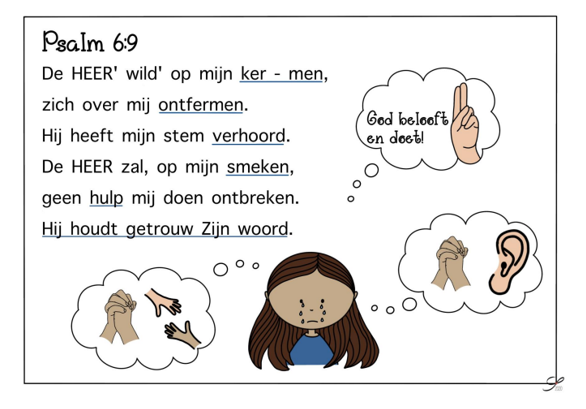 Psalm 6:9
De HEER' wild' op mijn ker - men,
zich over mij ontfermen.
Hij heeft mijn stem verhoord.
De HEER zal, op mijn smeken,
geen hulp mij doen ontbreken.
Hij houdt getrouw Zijn woord.
God belooft
en doet!